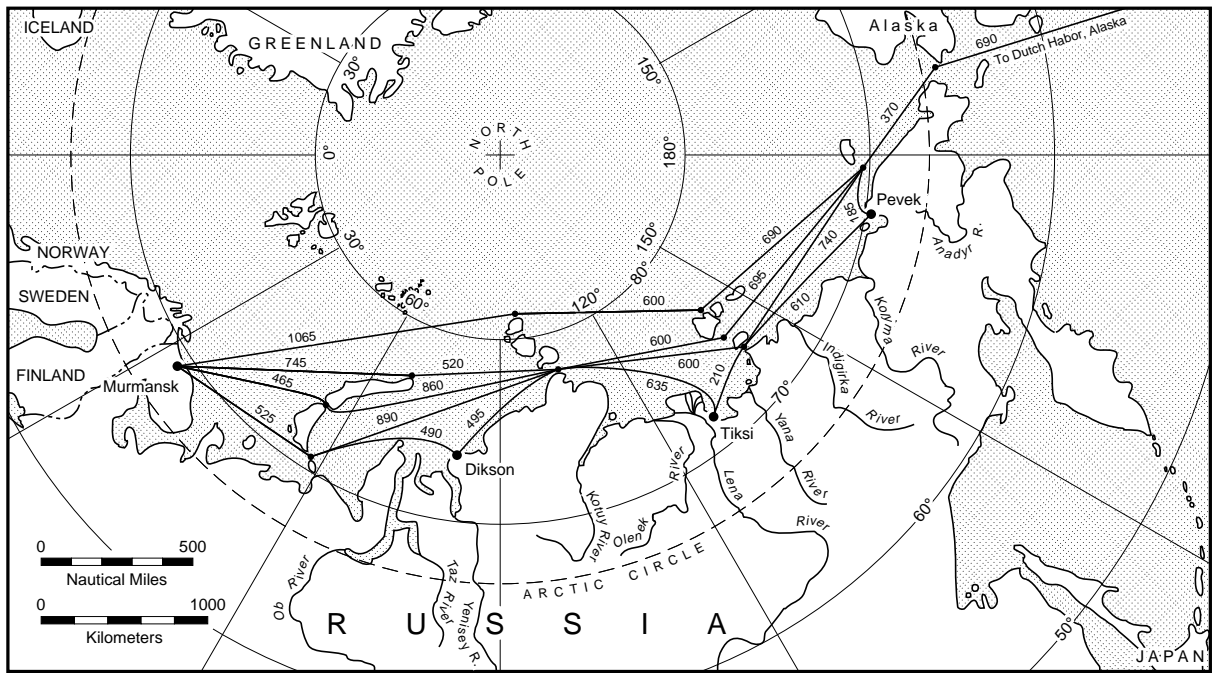 ICELAND
GREENLAND
Alaska
690
To Dutch Habor, Alaska
30°
150°
370
NORTH
POLE
0°
180°
Pevek
185
Anadyr R.
NORWAY
30°
150°
690
740
SWEDEN
60°
80°
695
120°
600
610
Kolyma
River
1065
600
Indigirka
River
FINLAND
745
520
600
Murmansk
465
860
635
210
70°
525
890
495
490
Tiksi
Yana
River
Dikson
River
Lena
River
Kotuy River
Olenek
60°
0 500
Nautical Miles
ARCTIC CIRCLE
Ob River
Taz River
Yenisey R.
0 1000
Kilometers
RUSSIA
50°
JAPAN